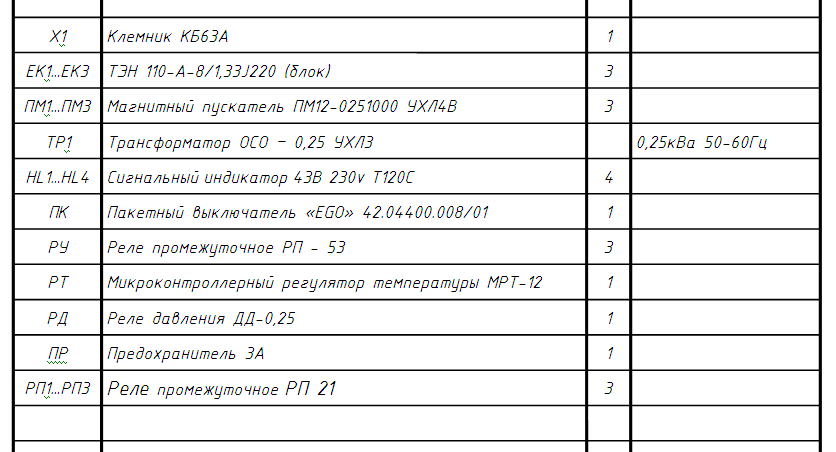 Х1 Клемник КБ63А 1
ЕК1...ЕК3 ТЭН 110-А-8/1,33J220 (блок) 3
ПМ1...ПМ3 Магнитный пускатель ПМ12-0251000 УХЛ4В 3
ТР1 Трансформатор ОСО – 0,25 УХЛ3 0,25кВа 50-60Гц
HL1...HL4 Сигнальный индикатор 43В 230v Т120С 4
ПК Пакетный выключатель «EGO» 42.04400.008/01 1
РУ Реле промежуточное РП - 53 3
РТ Микроконтроллерный регулятор температуры МРТ-12 1
РД Реле давления ДД-0,25 1
ПР Предохранитель 3А 1
РП1...РП3 Реле промежуточное РП 21 3